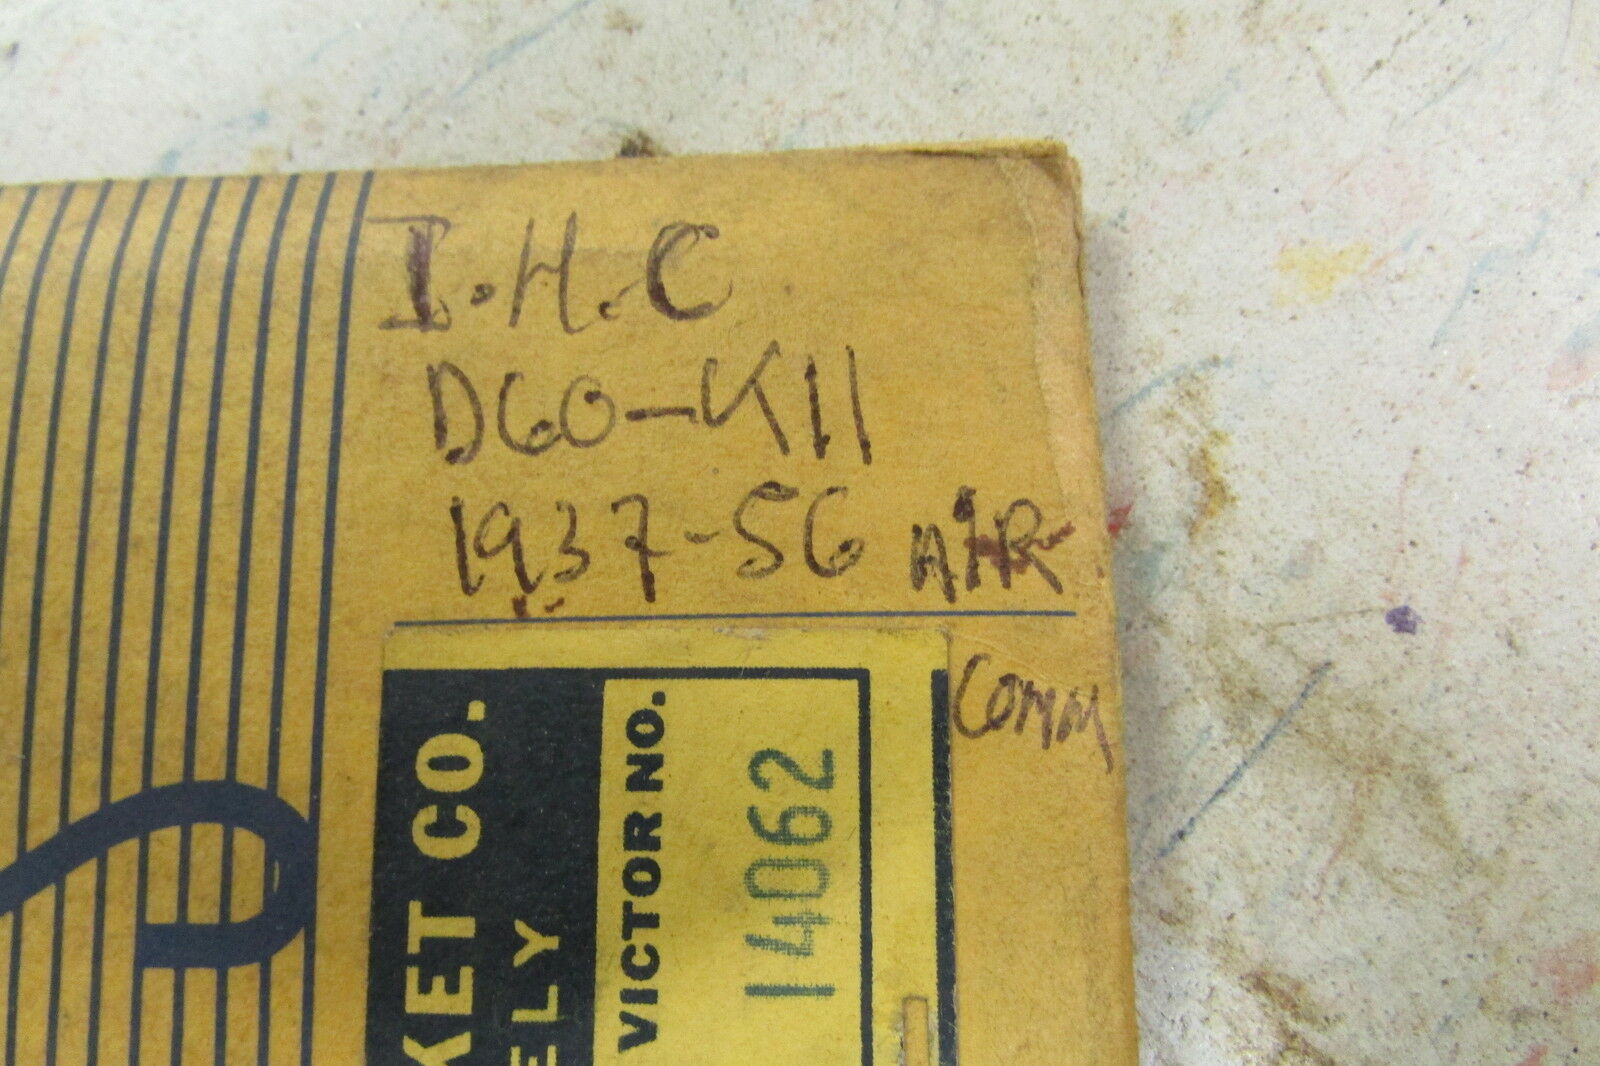 I.H.C
D60-K11
1937-56 AIR
Comm
KET CO.
ELY
VICTOR NO.
14062